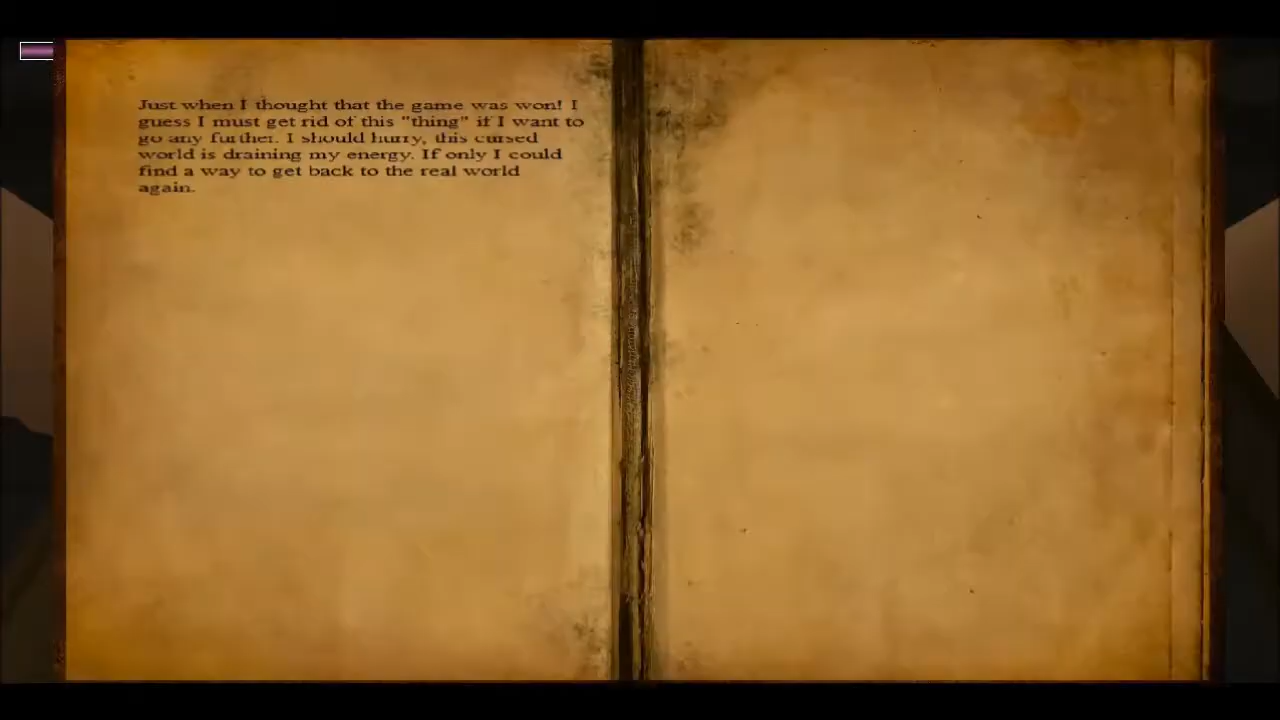 Just when I thought that the game was won! I
guess I must get rid of this "thing" if I want to
go any further. I should hurry, this cursed
world is draining my energy. If only I could
find a way to get back to the real world
again.